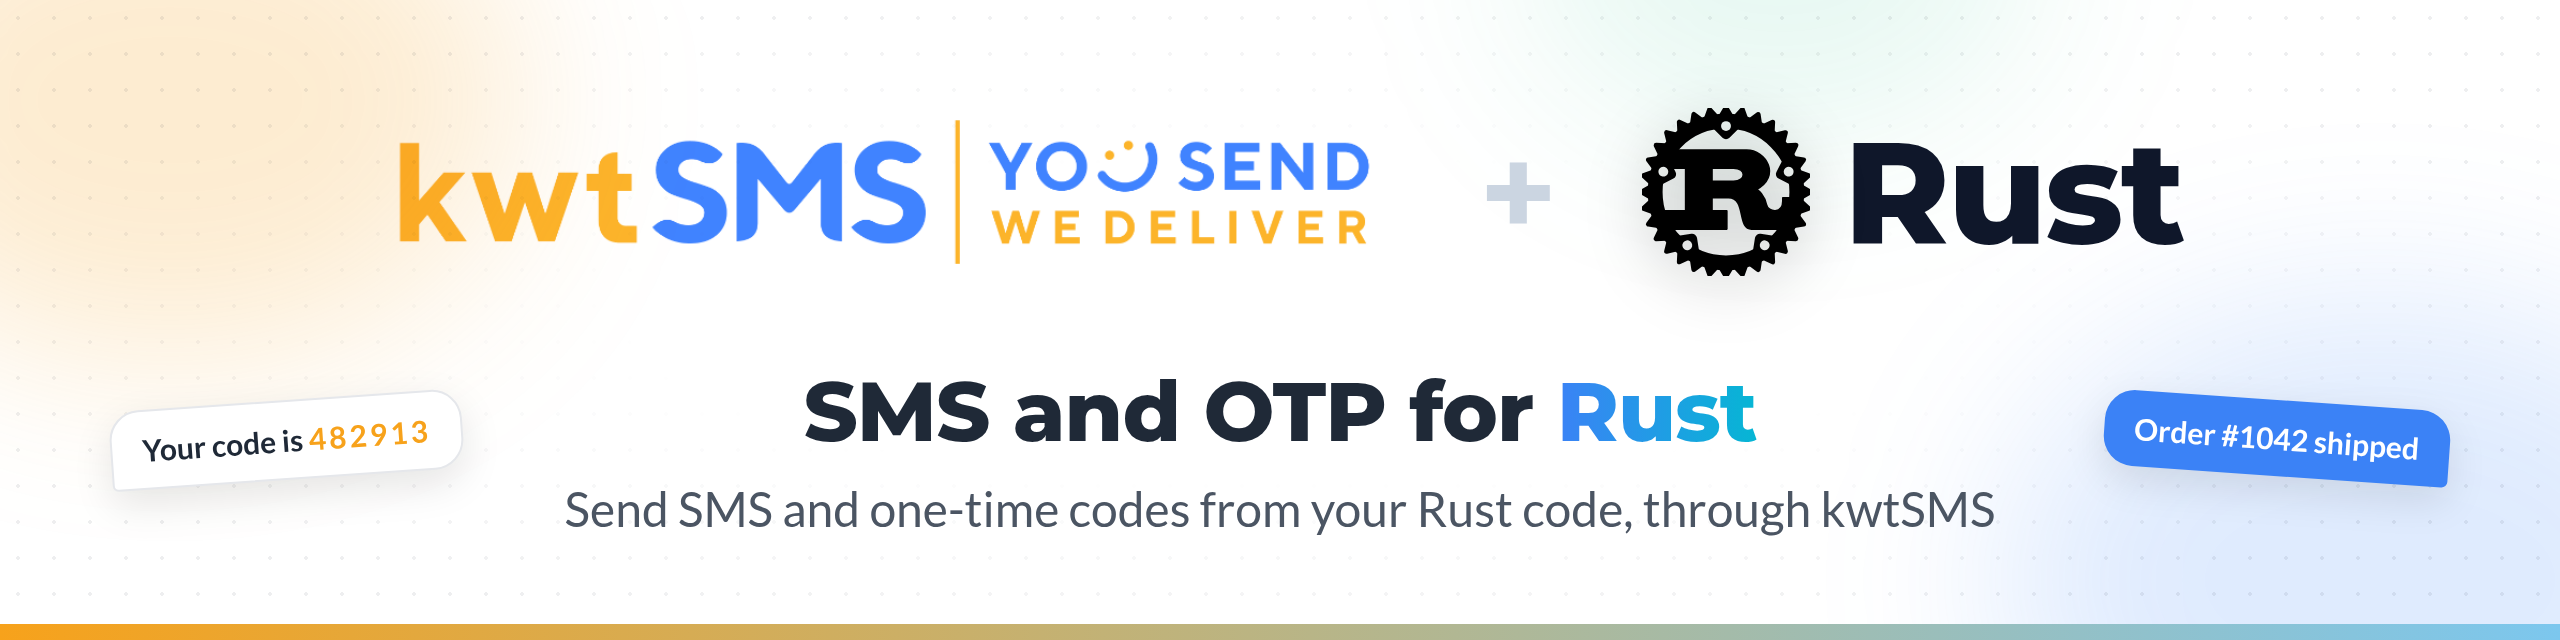 kwtSMS
YOU SEND
WE DELIVER
+
R
Rust
SMS and OTP for Rust
Your code is 482913
Order #1042 shipped
Send SMS and one-time codes from your Rust code, through kwtSMS